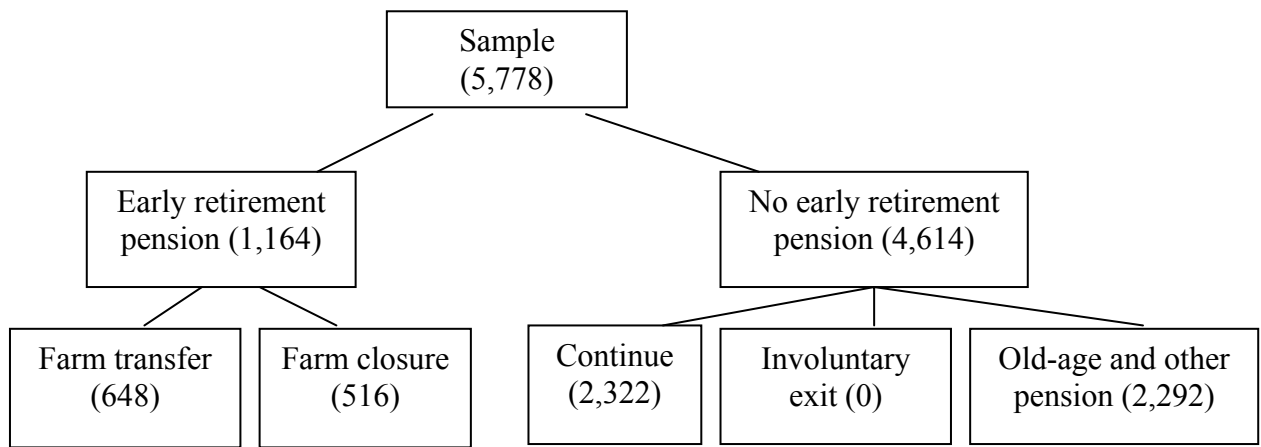 Sample
(5,778)
Early retirement
pension (1,164)
No early retirement
pension (4,614)
Farm transfer
(648)
Farm closure
(516)
Continue
(2,322)
Involuntary
exit (0)
Old-age and other
pension (2,292)